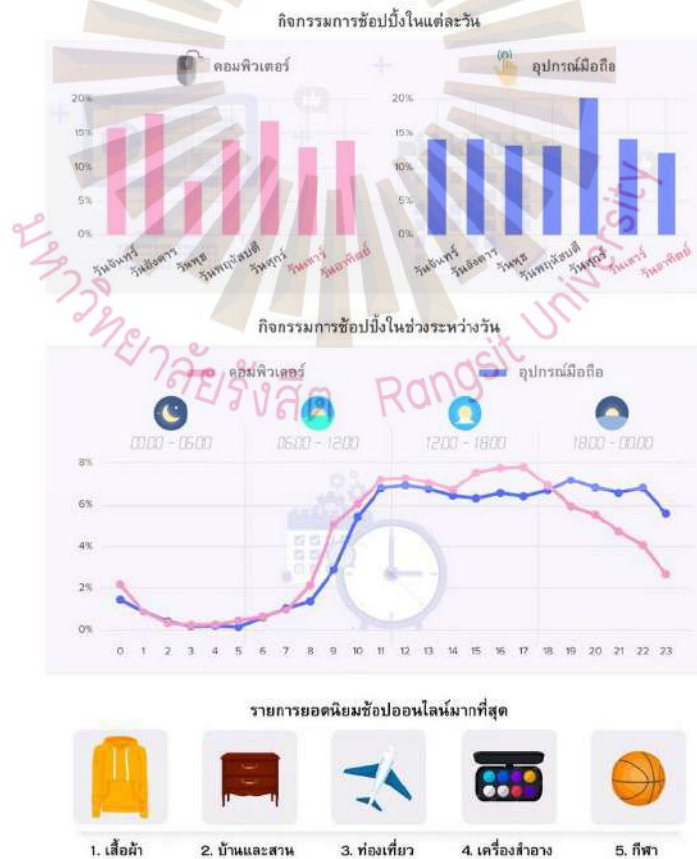 กิจกรรมการช้อปปิ้งในแต่ละวัน
คอมพิวเตอร์
อุปกรณ์มือถือ
20% 20%
15% 15%
10% 10%
5% 5%
0% 0%
วันจันทร์ วันอังคาร วันพุธ วันพฤหัสบดี วันศุกร์ วันเสาร์ วันอาทิตย์
วันจันทร์ วันอังคาร วันพุธ วันพฤหัสบดี วันศุกร์ วันเสาร์ วันอาทิตย์
กิจกรรมการช้อปปิ้งในช่วงระหว่างวัน
มหาวิทยาลัยรังสิต Rangsit University
คอมพิวเตอร์ อุปกรณ์มือถือ
00:00 - 06:00 06:00 - 12:00 12:00 - 18:00 18:00 - 00:00
8%
6%
4%
2%
0%
0 1 2 3 4 5 6 7 8 9 10 11 12 13 14 15 16 17 18 19 20 21 22 23
รายการยอดนิยมช้อปออนไลน์มากที่สุด
1. เสื้อผ้า 2. บ้านและสวน 3. ท่องเที่ยว 4. เครื่องสำอาง 5. กีฬา